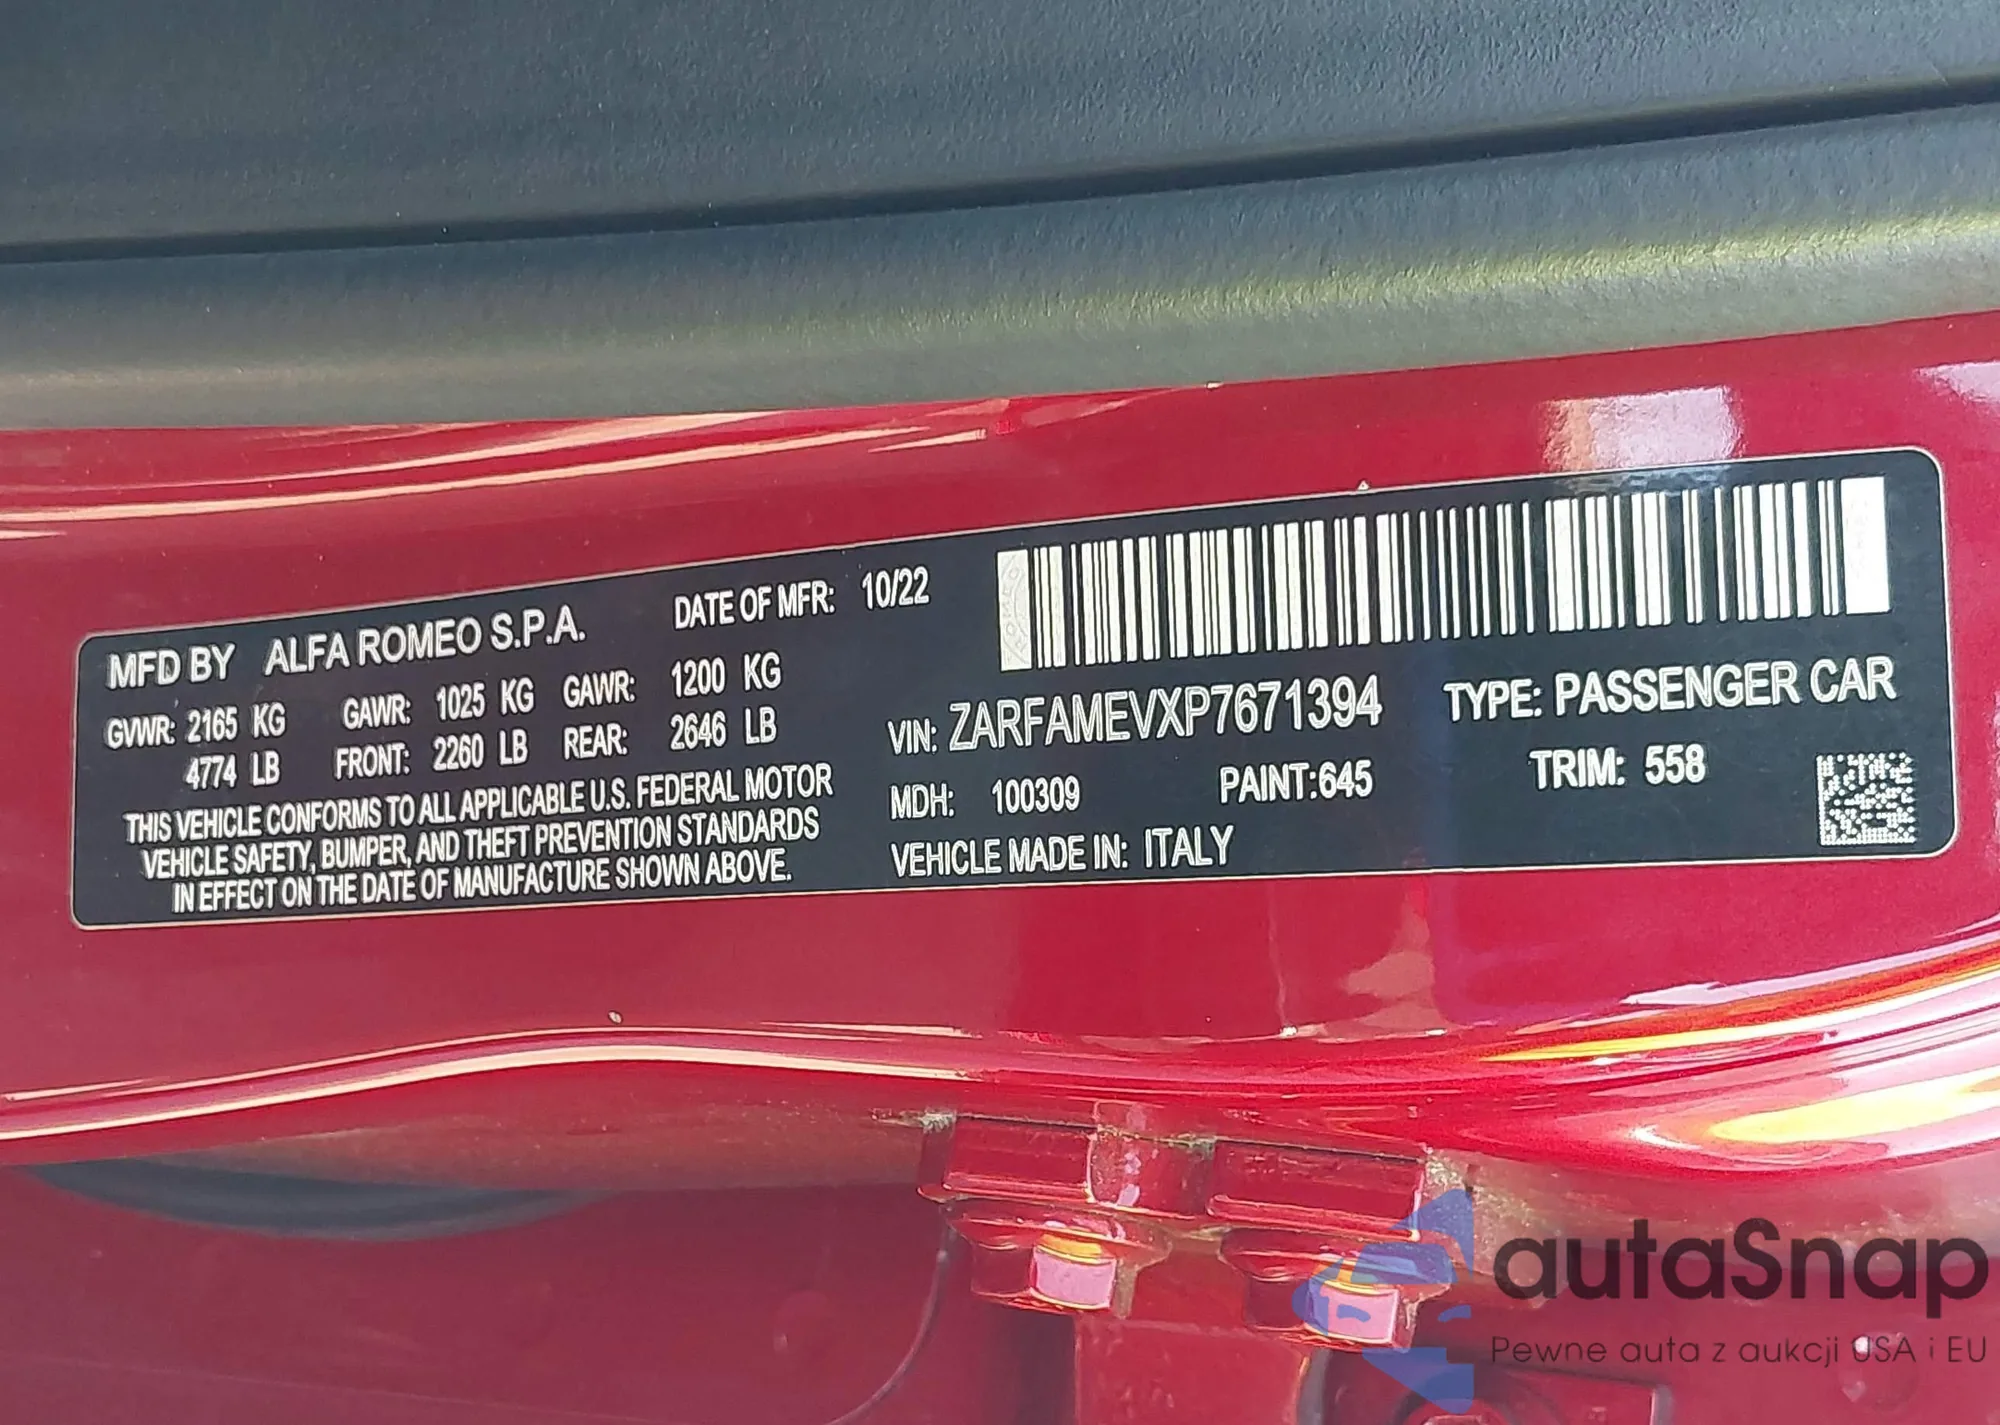 MFD BY ALFA ROMEO S.P.A. DATE OF MFR: 10/22
GVWR: 2165 KG GAWR: 1025 KG GAWR: 1200 KG
4774 LB FRONT: 2260 LB REAR: 2646 LB
THIS VEHICLE CONFORMS TO ALL APPLICABLE U.S. FEDERAL MOTOR
VEHICLE SAFETY, BUMPER, AND THEFT PREVENTION STANDARDS
IN EFFECT ON THE DATE OF MANUFACTURE SHOWN ABOVE.
VIN: ZARFAMEVXP7671394 TYPE: PASSENGER CAR
MDH: 100309 PAINT:645 TRIM: 558
VEHICLE MADE IN: ITALY
autaSnap
Pewne auta z aukcji USA i EU